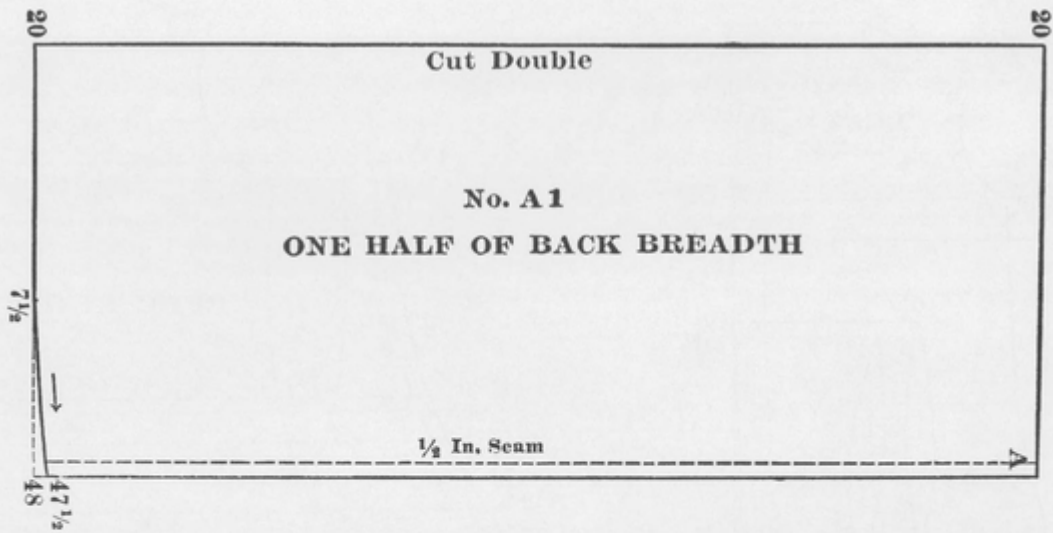 20
20
Cut Double
No. A1
ONE HALF OF BACK BREADTH
7½
½ In. Seam
A
48
47½